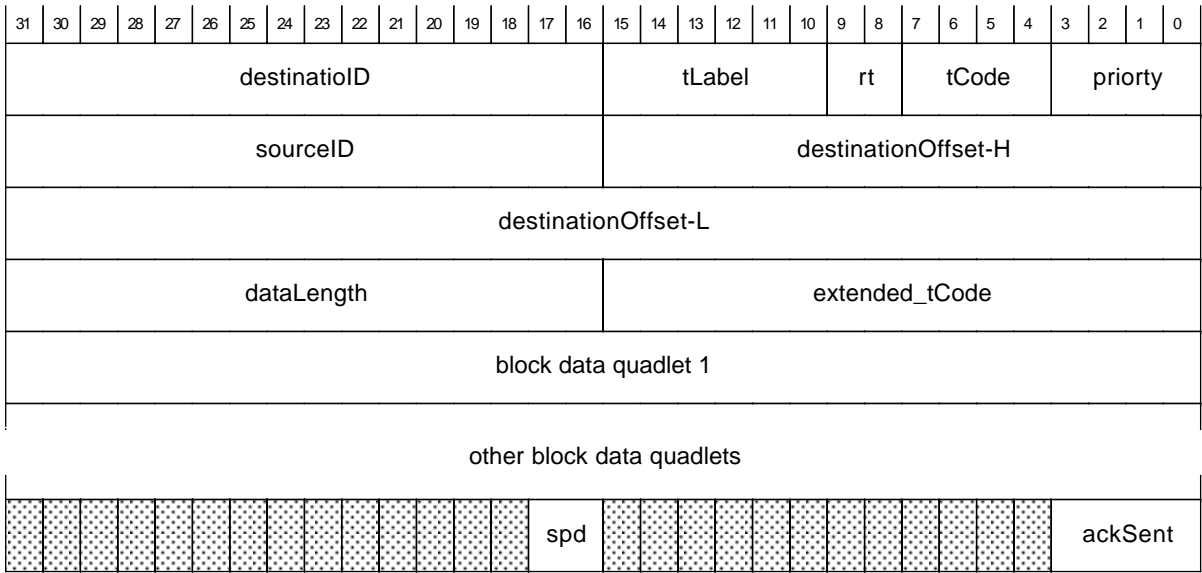 31 30 29 28 27 26 25 24 23 22 21 20 19 18 17 16 15 14 13 12 11 10 9 8 7 6 5 4 3 2 1 0
destinatioID tLabel rt tCode priorty
sourceID destinationOffset-H
destinationOffset-L
dataLength extended_tCode
block data quadlet 1
other block data quadlets
spd ackSent